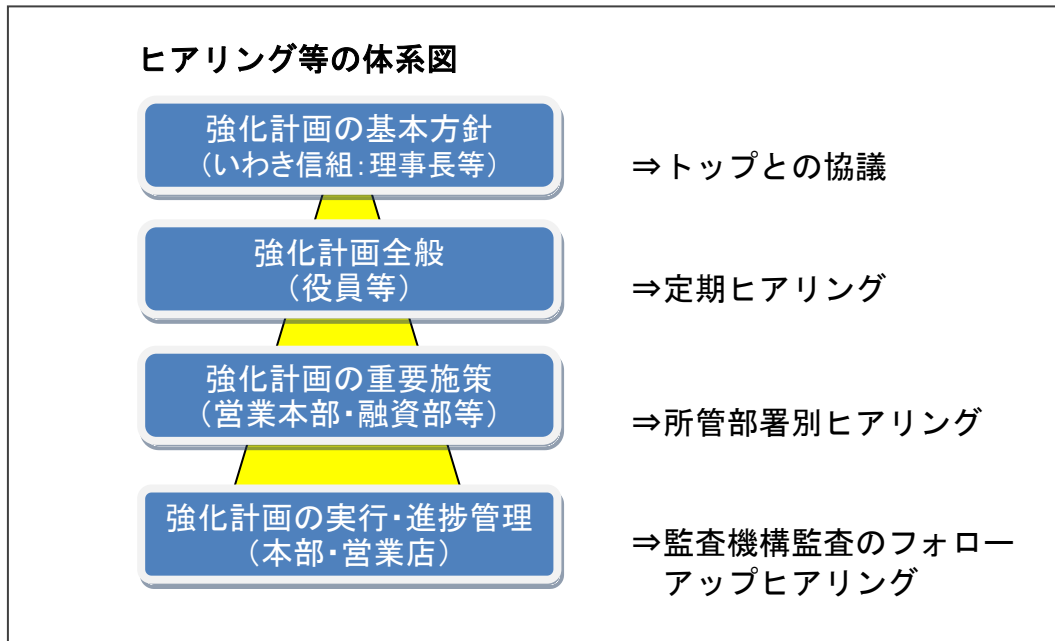 ヒアリング等の体系図
強化計画の基本方針
（いわき信組：理事長等）
⇒トップとの協議
強化計画全般
（役員等）
⇒定期ヒアリング
強化計画の重要施策
（営業本部・融資部等）
⇒所管部署別ヒアリング
強化計画の実行・進捗管理
（本部・営業店）
⇒監査機構監査のフォロー
アップヒアリング